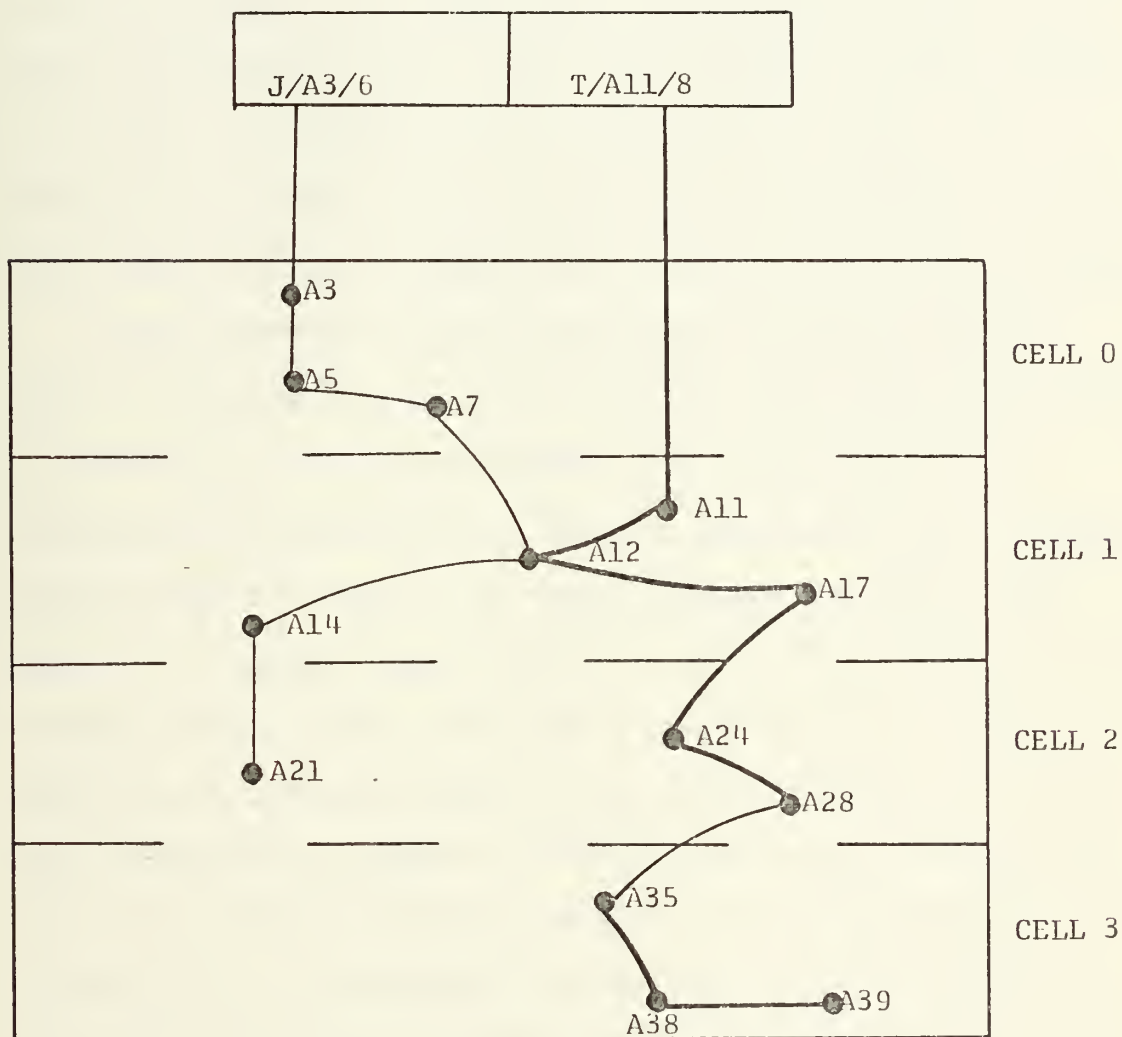 J/A3/6 T/A11/8
A3
CELL 0
A5
A7
A11
CELL 1
A12
A17
A14
A24
CELL 2
A21
A28
A35
CELL 3
A38
A39